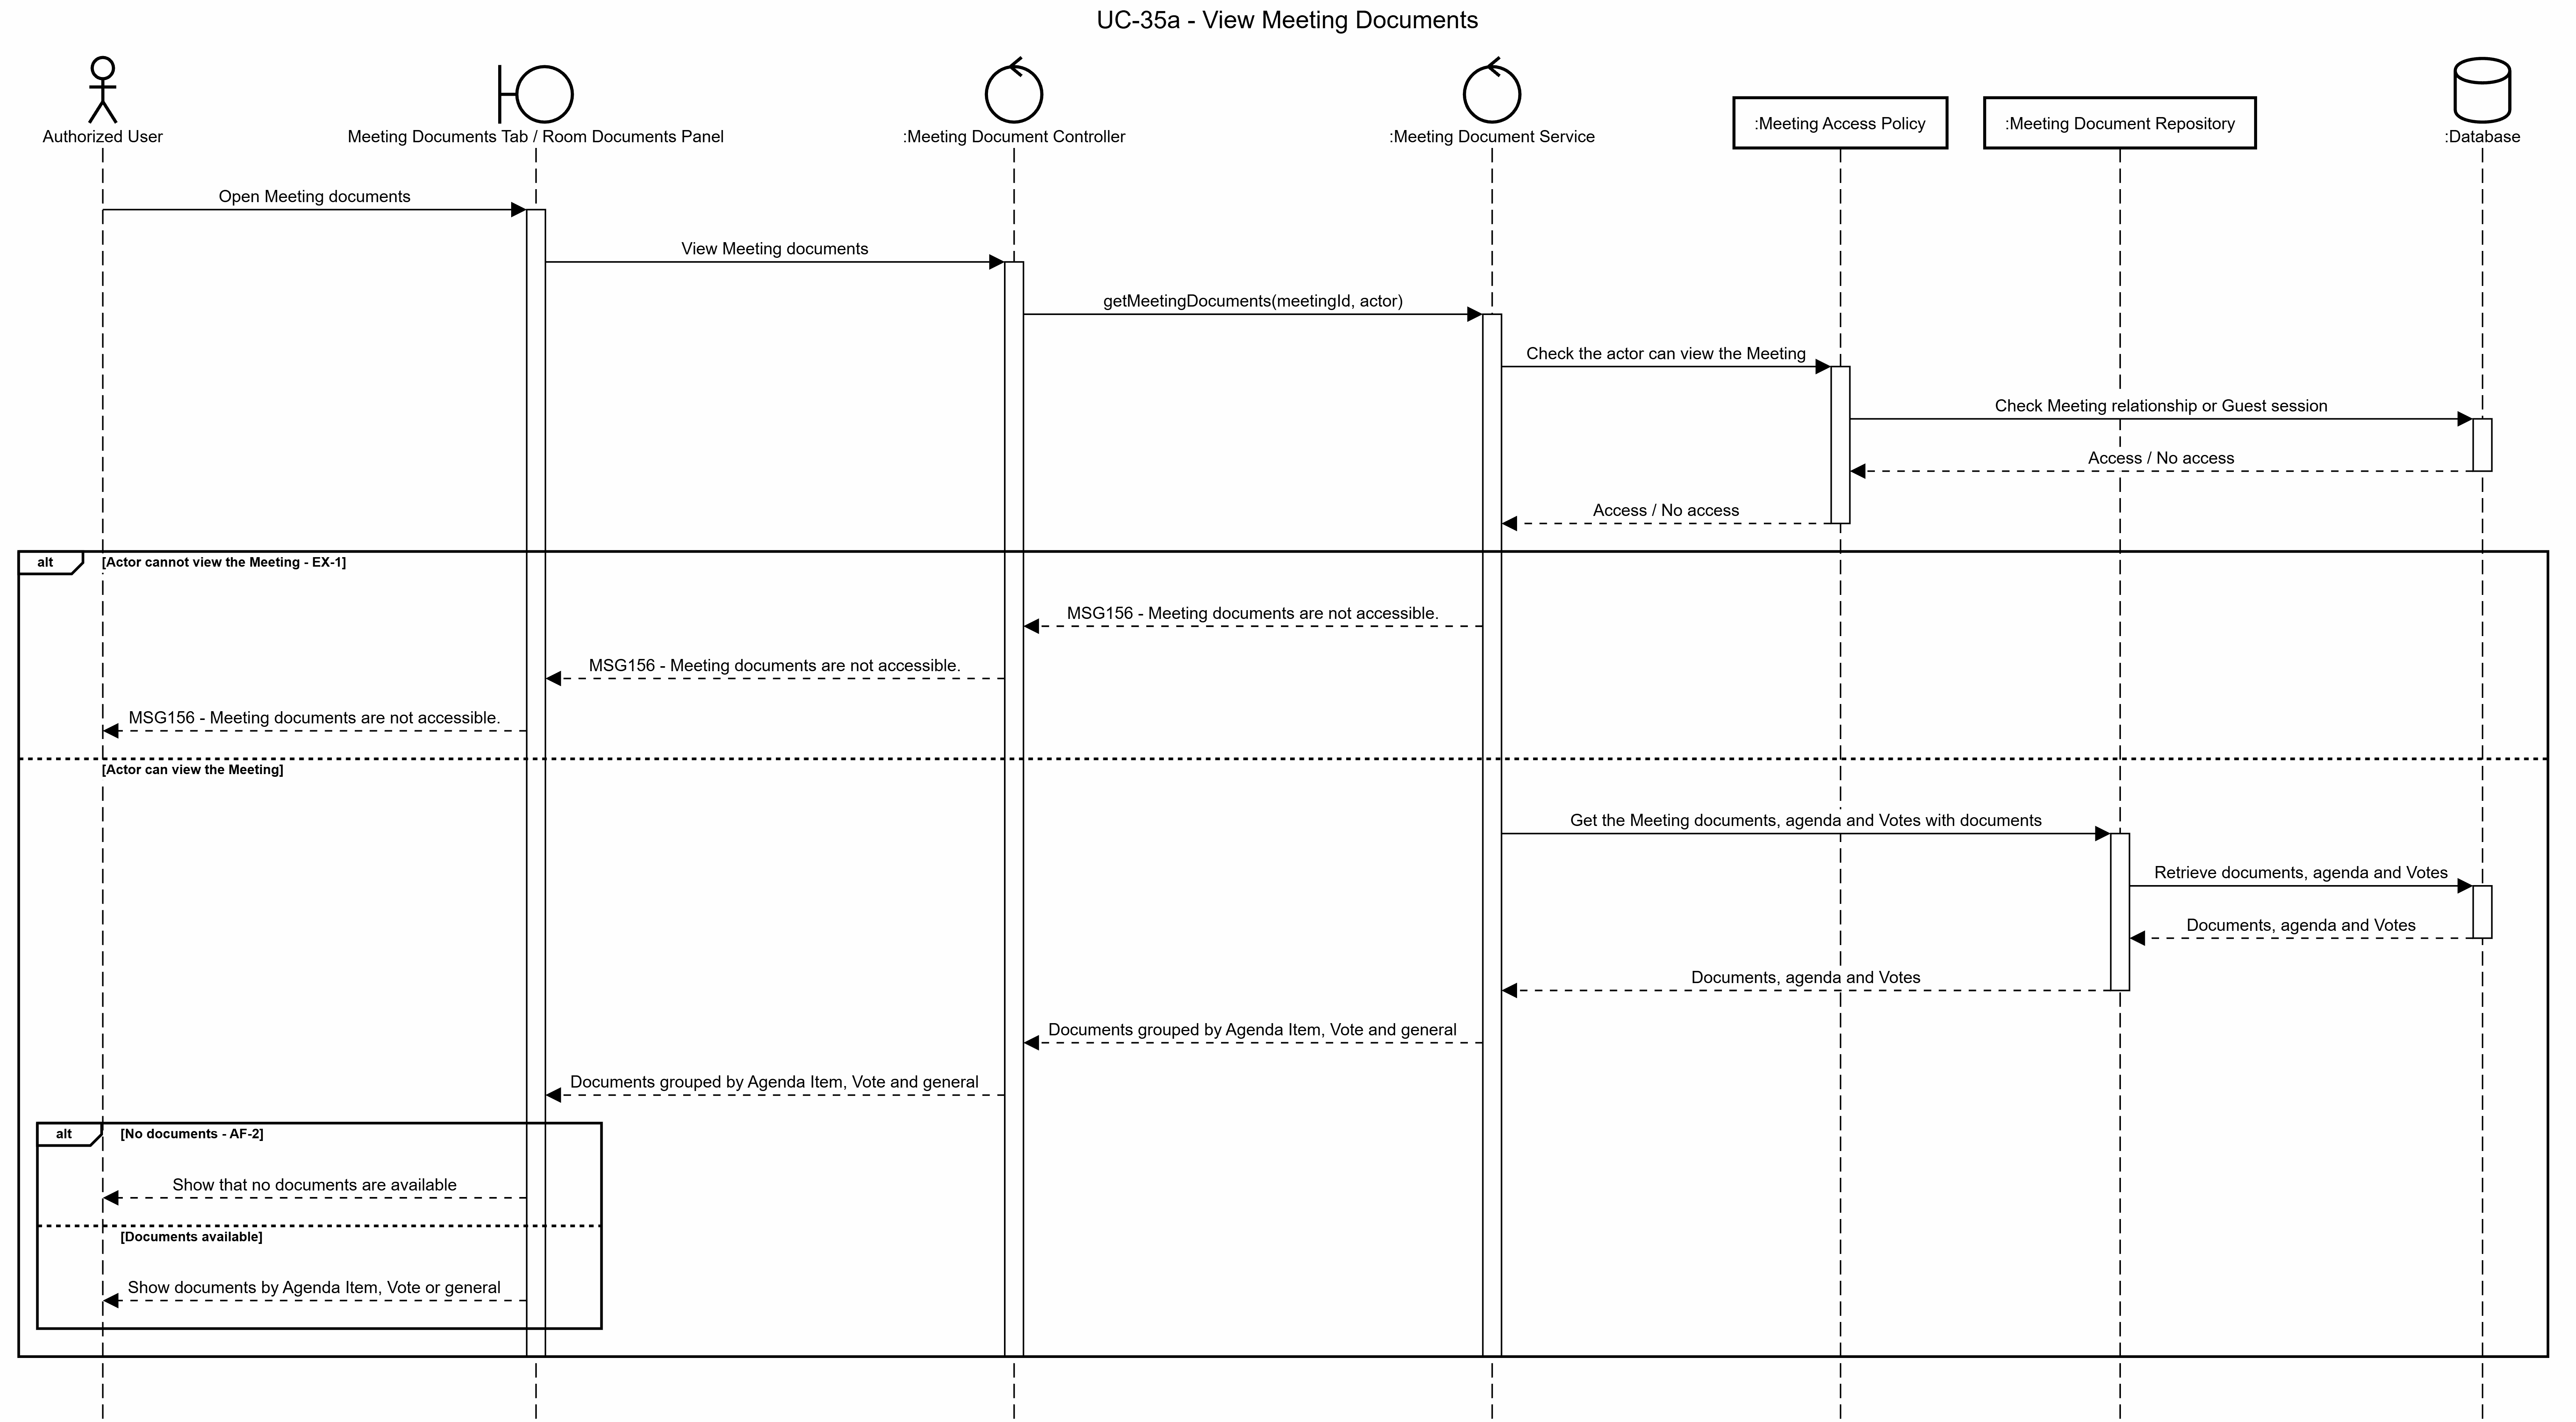 UC-35a - View Meeting Documents
Authorized User
Meeting Documents Tab / Room Documents Panel
:Meeting Document Controller
:Meeting Document Service
:Meeting Access Policy
:Meeting Document Repository
:Database
Open Meeting documents
View Meeting documents
getMeetingDocuments(meetingId, actor)
Check the actor can view the Meeting
Check Meeting relationship or Guest session
Access / No access
Access / No access
alt
[Actor cannot view the Meeting - EX-1]
MSG156 - Meeting documents are not accessible.
MSG156 - Meeting documents are not accessible.
MSG156 - Meeting documents are not accessible.
[Actor can view the Meeting]
Get the Meeting documents, agenda and Votes with documents
Retrieve documents, agenda and Votes
Documents, agenda and Votes
Documents, agenda and Votes
Documents grouped by Agenda Item, Vote and general
Documents grouped by Agenda Item, Vote and general
alt
[No documents - AF-2]
Show that no documents are available
[Documents available]
Show documents by Agenda Item, Vote or general